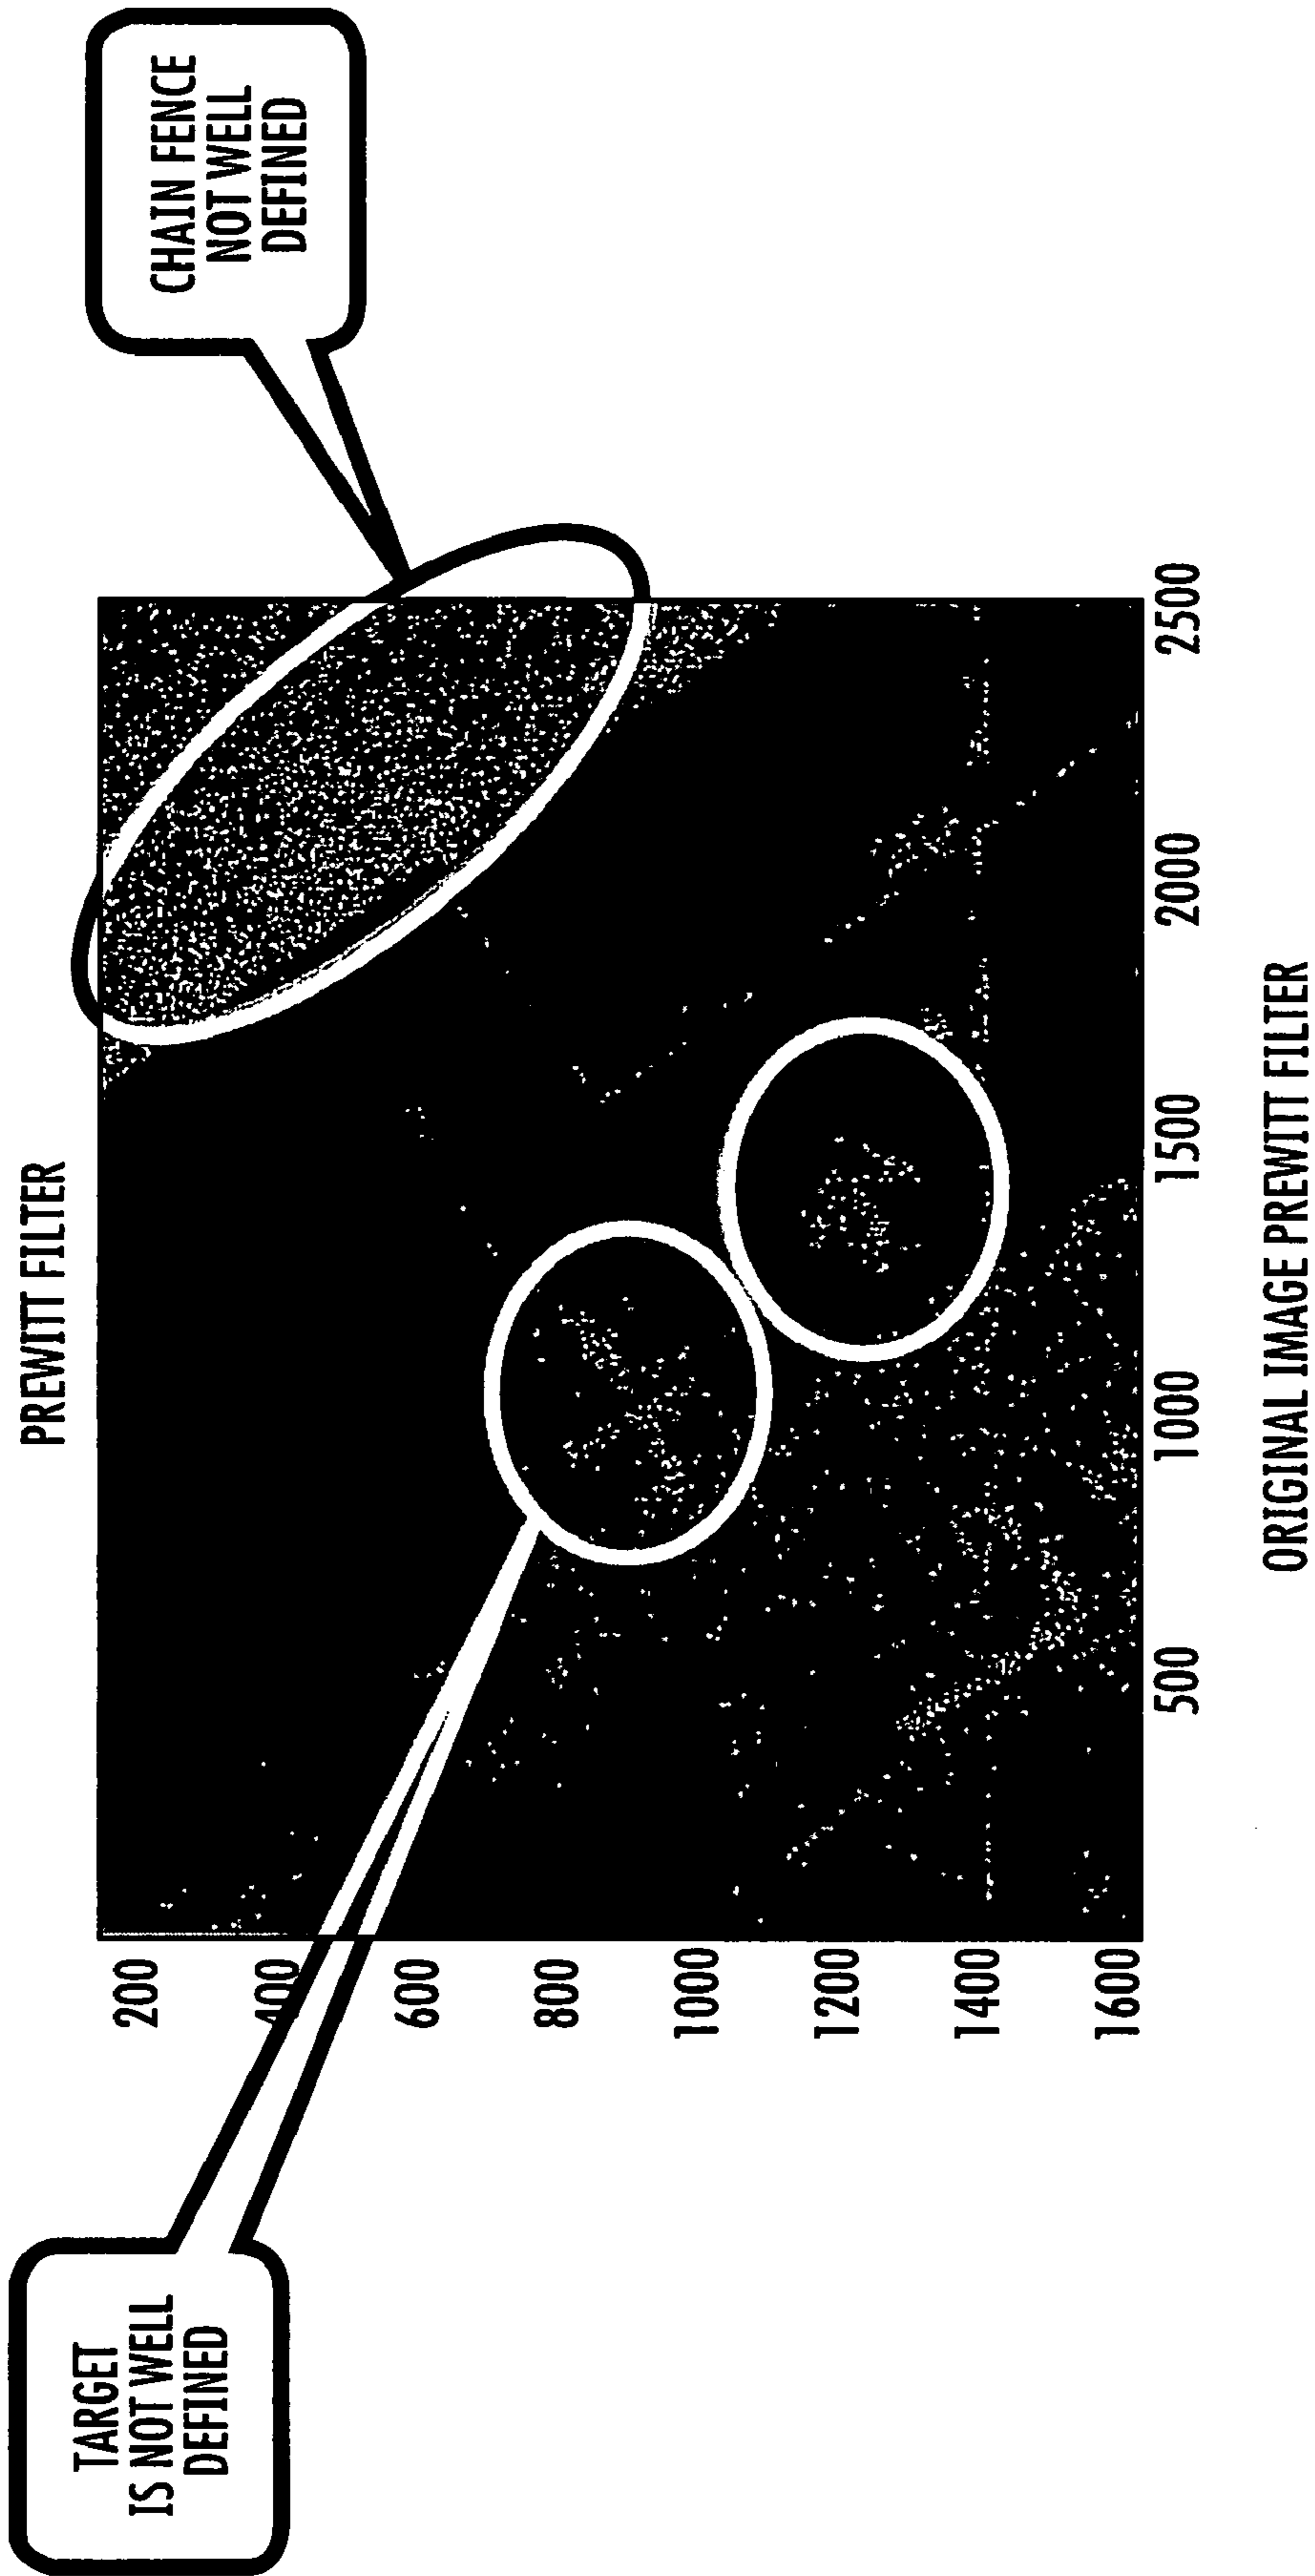 PREWITT FILTER
TARGET
IS NOT WELL
DEFINED
CHAIN FENCE
NOT WELL
DEFINED
200
400
600
800
1000
1200
1400
1600
500
1000
1500
2000
2500
ORIGINAL IMAGE PREWITT FILTER